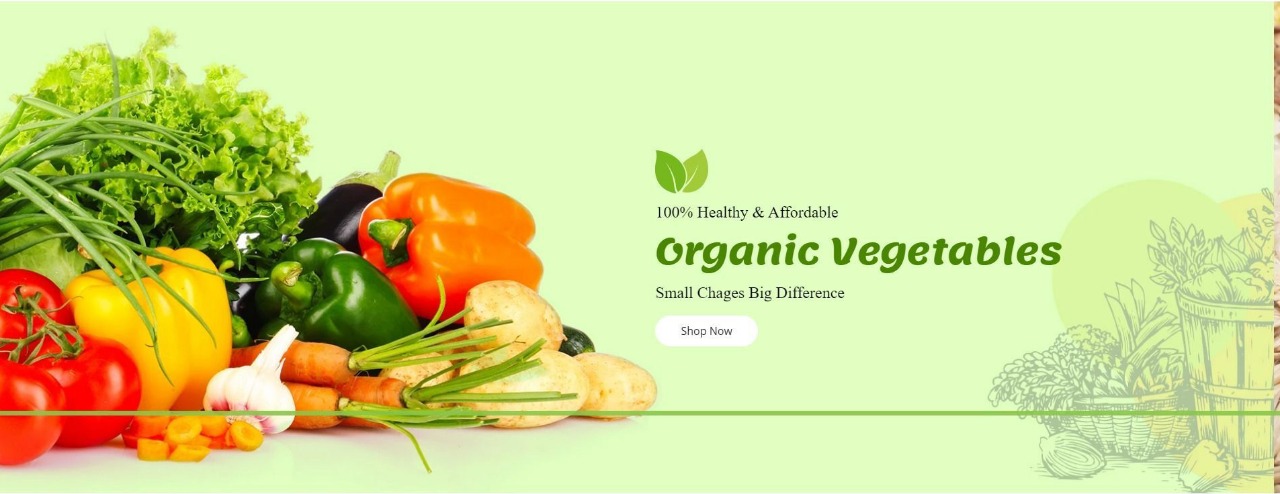 100% Healthy & Affordable
Organic Vegetables
Small Chages Big Difference
Shop Now